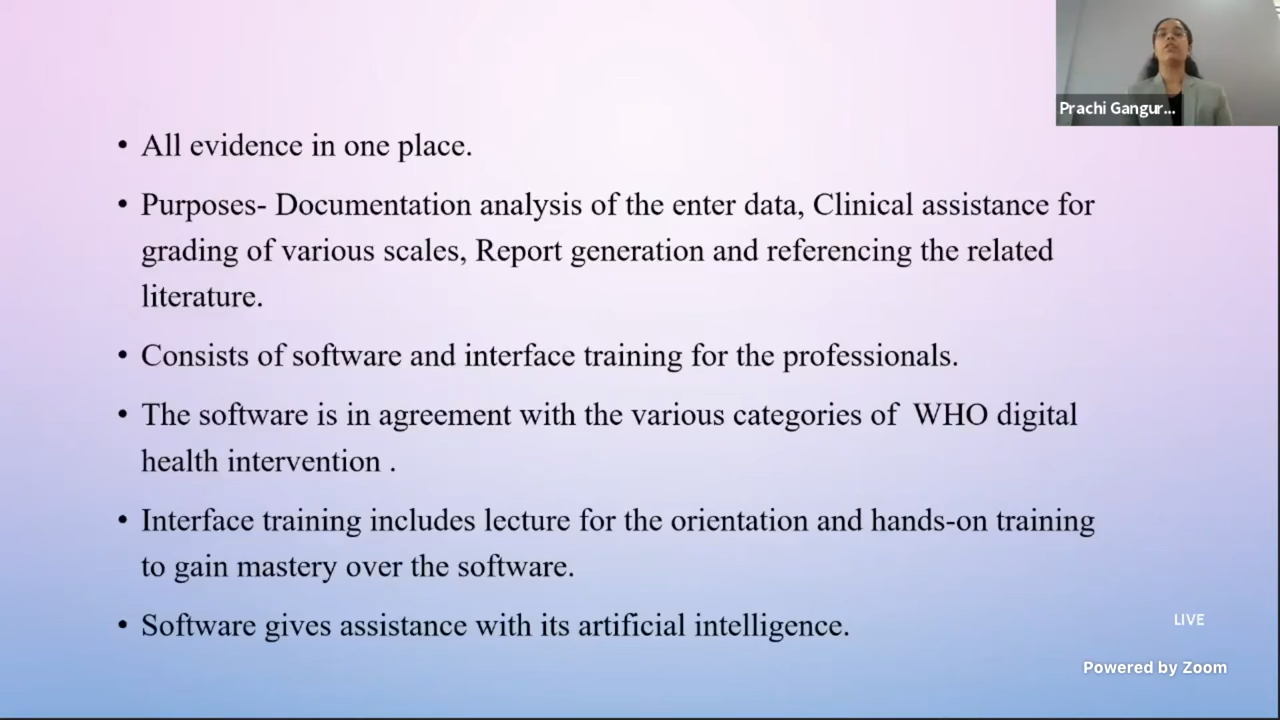 Prachi Gangur...
• All evidence in one place.
• Purposes- Documentation analysis of the enter data, Clinical assistance for
grading of various scales, Report generation and referencing the related
literature.
• Consists of software and interface training for the professionals.
• The software is in agreement with the various categories of  WHO digital
health intervention .
• Interface training includes lecture for the orientation and hands-on training
to gain mastery over the software.
• Software gives assistance with its artificial intelligence.
LIVE
Powered by Zoom